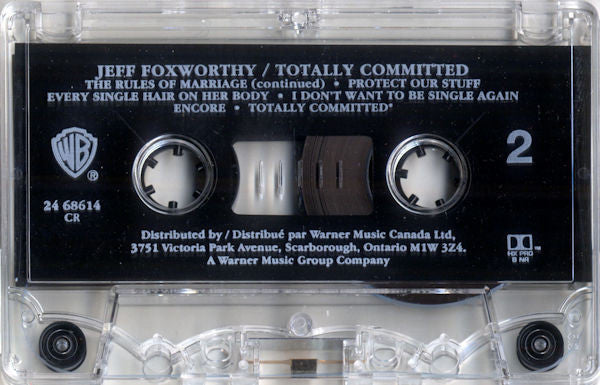 JEFF FOXWORTHY / TOTALLY COMMITTED
THE RULES OF MARRIAGE (continued) • PROTECT OUR STUFF
EVERY SINGLE HAIR ON HER BODY • I DON'T WANT TO BE SINGLE AGAIN
ENCORE • TOTALLY COMMITTED*
WB
®
2
24 68614
CR
Distributed by / Distribué par Warner Music Canada Ltd,
3751 Victoria Park Avenue, Scarborough, Ontario M1W 3Z4.
A Warner Music Group Company
™
HX PRO
B NR